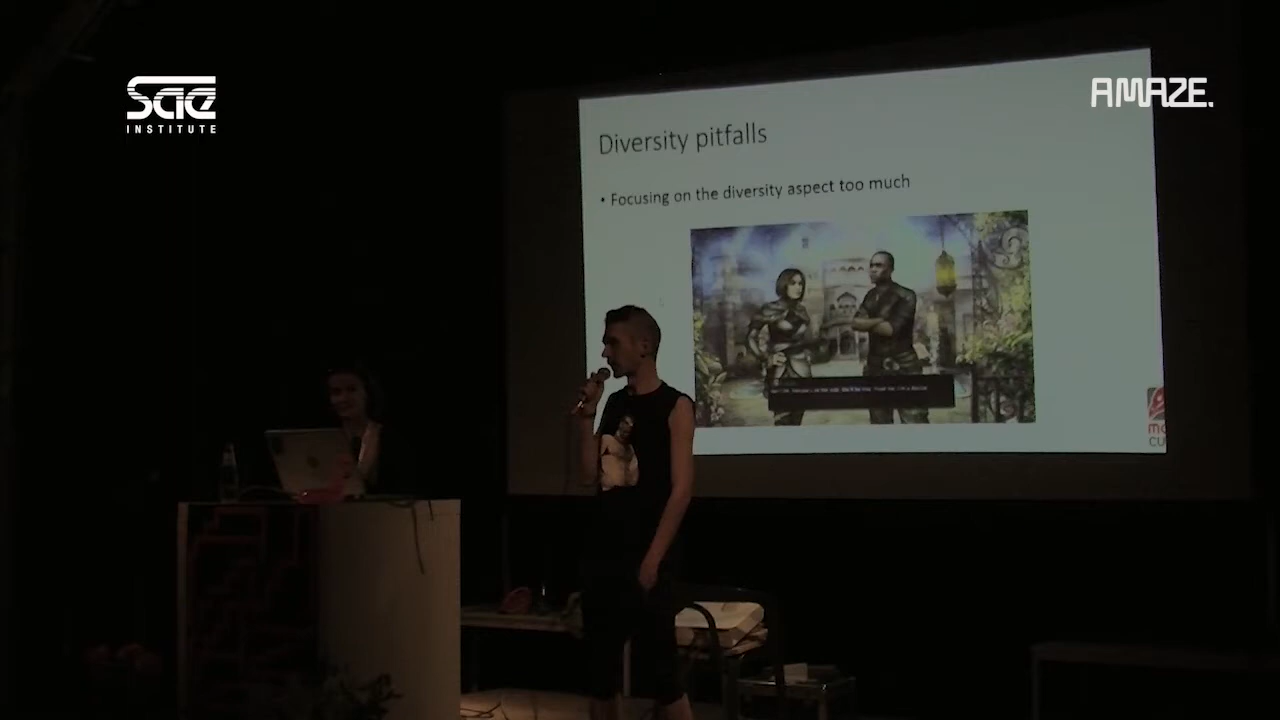 Sae
INSTITUTE
AMAZE.
Diversity pitfalls
• Focusing on the diversity aspect too much